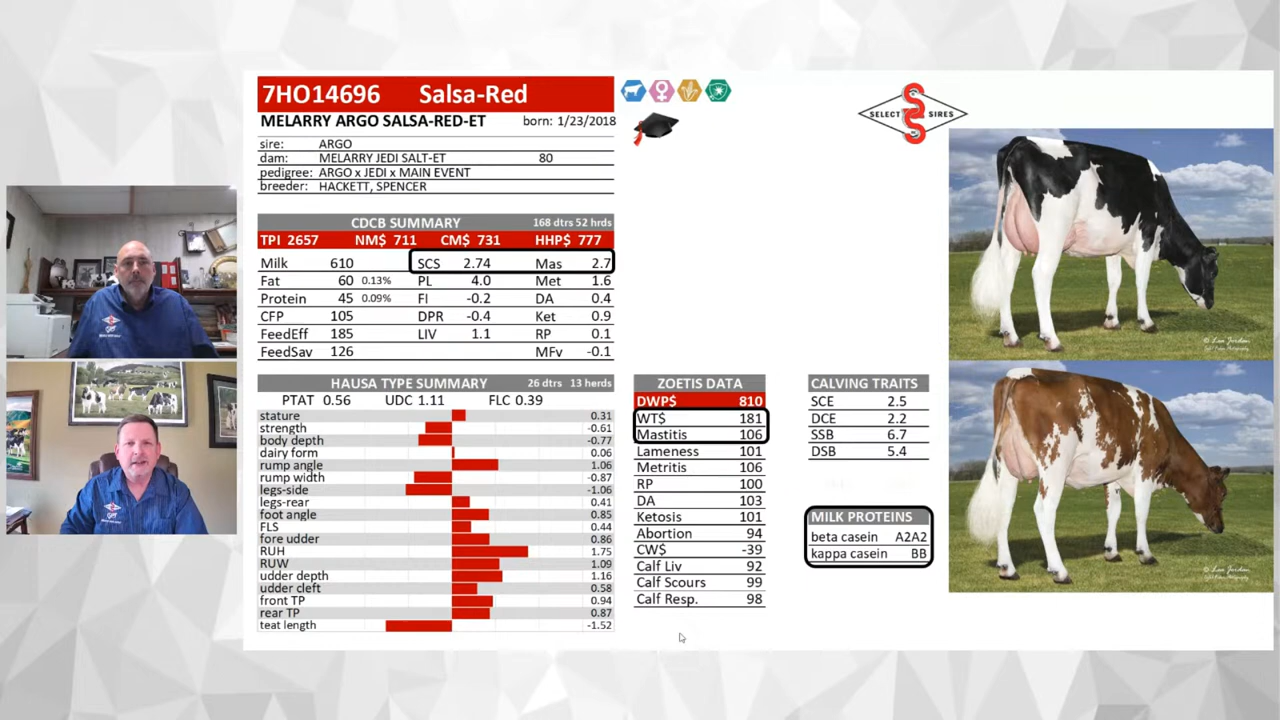 7HO14696 Salsa-Red
MELARRY ARGO SALSA-RED-ET born: 1/23/2018
sire: ARGO
dam: MELARRY JEDI SALT-ET 80
pedigree: ARGO x JEDI x MAIN EVENT
breeder: HACKETT, SPENCER
SELECT SIRES
CDCB SUMMARY 168 dtrs 52 hrds
TPI 2657 NM$ 711 CM$ 731 HHP$ 777
Milk 610 SCS 2.74 Mas 2.7
Fat 60 0.13% PL 4.0 Met 1.6
Protein 45 0.09% FI -0.2 DA 0.4
CFP 105 DPR -0.4 Ket 0.9
FeedEff 185 LIV 1.1 RP 0.1
FeedSav 126 MFv -0.1
HAUSA TYPE SUMMARY 26 dtrs 13 herds
PTAT 0.56 UDC 1.11 FLC 0.39
stature 0.31
strength -0.61
body depth -0.77
dairy form 0.06
rump angle 1.06
rump width -0.87
legs-side -1.06
legs-rear 0.41
foot angle 0.85
FLS 0.44
fore udder 0.86
RUH 1.75
RUW 1.09
udder depth 1.16
udder cleft 0.58
front TP 0.94
rear TP 0.87
teat length -1.52
ZOETIS DATA
DWP$ 810
WT$ 181
Mastitis 106
Lameness 101
Metritis 106
RP 100
DA 103
Ketosis 101
Abortion 94
CW$ -39
Calf Liv 92
Calf Scours 99
Calf Resp. 98
CALVING TRAITS
SCE 2.5
DCE 2.2
SSB 6.7
DSB 5.4
MILK PROTEINS
beta casein A2A2
kappa casein BB